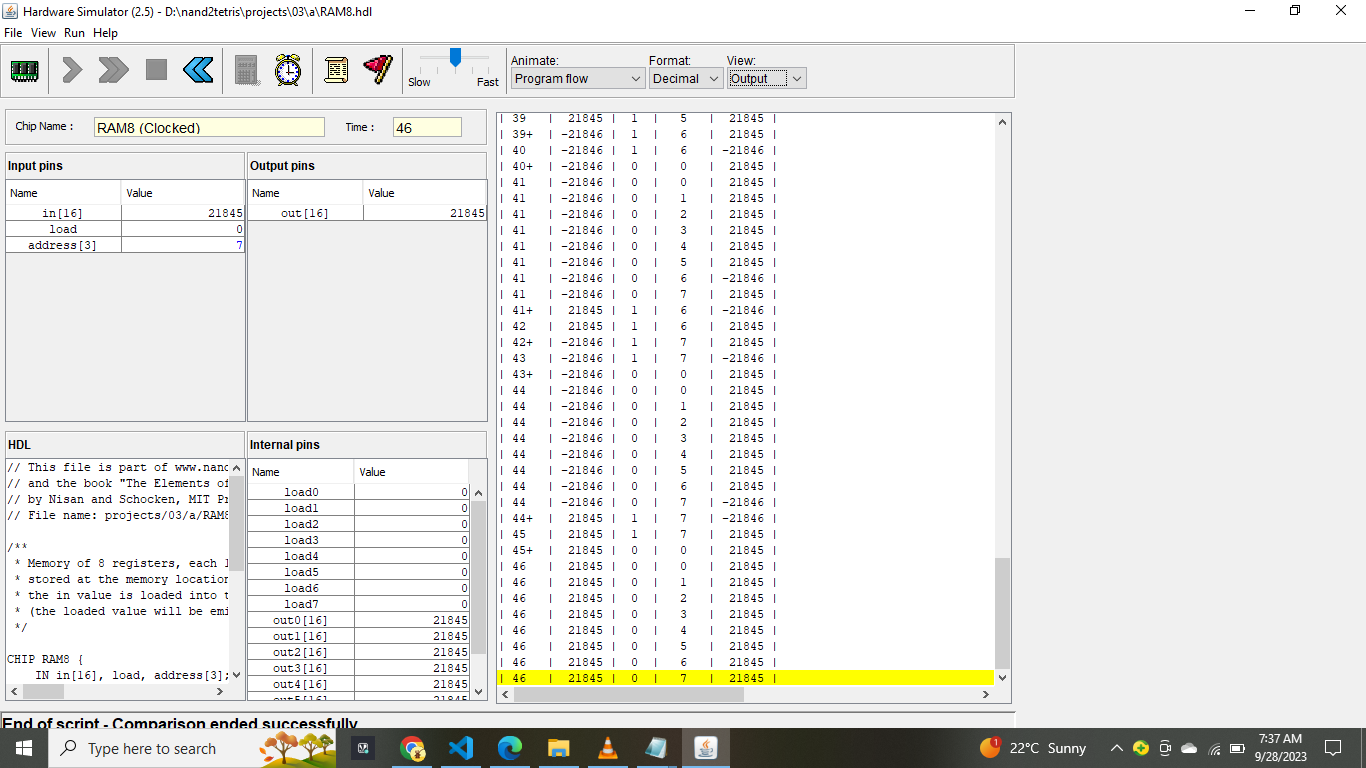 Hardware Simulator (2.5) - D:\nand2tetris\projects\03\a\RAM8.hdl
File View Run Help
Slow Fast
Animate: Format: View:
Program flow Decimal Output
Chip Name : RAM8 (Clocked) Time : 46
Input pins
Name Value
in[16] 21845
load 0
address[3] 7
Output pins
Name Value
out[16] 21845
HDL
// This file is part of www.nand
// and the book "The Elements of
// by Nisan and Schocken, MIT Pr
// File name: projects/03/a/RAM8
/**
* Memory of 8 registers, each
* stored at the memory location
* the in value is loaded into t
* (the loaded value will be emi
*/
CHIP RAM8 {
IN in[16], load, address[3];
Internal pins
Name Value
load0 0
load1 0
load2 0
load3 0
load4 0
load5 0
load6 0
load7 0
out0[16] 21845
out1[16] 21845
out2[16] 21845
out3[16] 21845
out4[16] 21845
out5[16] 21845
| 39 | 21845 | 1 | 5 | 21845 |
| 39+ | -21846 | 1 | 6 | 21845 |
| 40 | -21846 | 1 | 6 | -21846 |
| 40+ | -21846 | 0 | 0 | 21845 |
| 41 | -21846 | 0 | 0 | 21845 |
| 41 | -21846 | 0 | 1 | 21845 |
| 41 | -21846 | 0 | 2 | 21845 |
| 41 | -21846 | 0 | 3 | 21845 |
| 41 | -21846 | 0 | 4 | 21845 |
| 41 | -21846 | 0 | 5 | 21845 |
| 41 | -21846 | 0 | 6 | -21846 |
| 41 | -21846 | 0 | 7 | 21845 |
| 41+ | 21845 | 1 | 6 | -21846 |
| 42 | 21845 | 1 | 6 | 21845 |
| 42+ | -21846 | 1 | 7 | 21845 |
| 43 | -21846 | 1 | 7 | -21846 |
| 43+ | -21846 | 0 | 0 | 21845 |
| 44 | -21846 | 0 | 0 | 21845 |
| 44 | -21846 | 0 | 1 | 21845 |
| 44 | -21846 | 0 | 2 | 21845 |
| 44 | -21846 | 0 | 3 | 21845 |
| 44 | -21846 | 0 | 4 | 21845 |
| 44 | -21846 | 0 | 5 | 21845 |
| 44 | -21846 | 0 | 6 | 21845 |
| 44 | -21846 | 0 | 7 | -21846 |
| 44+ | 21845 | 1 | 7 | -21846 |
| 45 | 21845 | 1 | 7 | 21845 |
| 45+ | 21845 | 0 | 0 | 21845 |
| 46 | 21845 | 0 | 0 | 21845 |
| 46 | 21845 | 0 | 1 | 21845 |
| 46 | 21845 | 0 | 2 | 21845 |
| 46 | 21845 | 0 | 3 | 21845 |
| 46 | 21845 | 0 | 4 | 21845 |
| 46 | 21845 | 0 | 5 | 21845 |
| 46 | 21845 | 0 | 6 | 21845 |
| 46 | 21845 | 0 | 7 | 21845 |
End of script - Comparison ended successfully
Type here to search
1
22°C Sunny
7:37 AM
9/28/2023